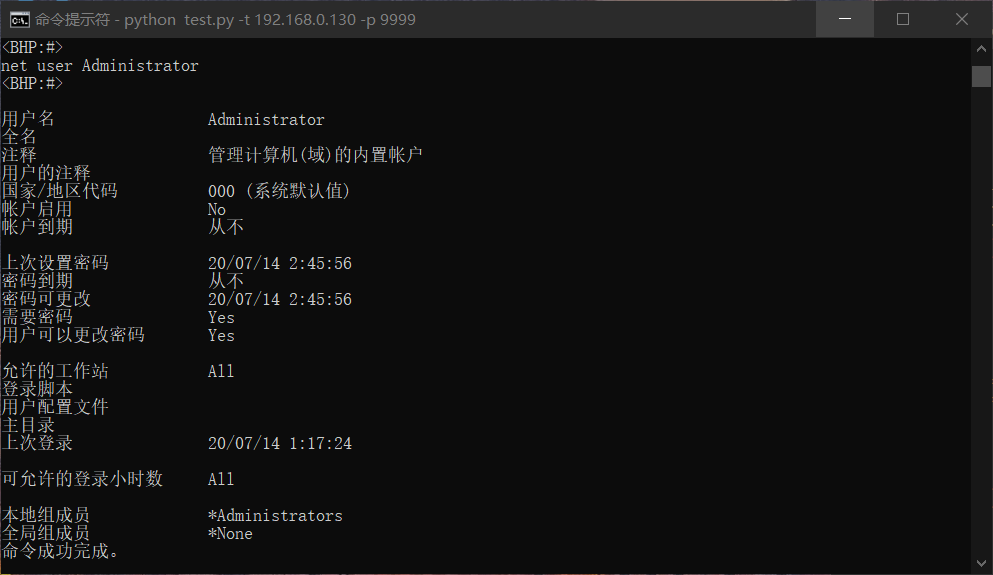 命令提示符 - python  test.py -t 192.168.0.130 -p 9999
<BHP:#>
net user Administrator
<BHP:#>
用户名 Administrator
全名
注释 管理计算机(域)的内置帐户
用户的注释
国家/地区代码 000 (系统默认值)
帐户启用 No
帐户到期 从不
上次设置密码 20/07/14 2:45:56
密码到期 从不
密码可更改 20/07/14 2:45:56
需要密码 Yes
用户可以更改密码 Yes
允许的工作站 All
登录脚本
用户配置文件
主目录
上次登录 20/07/14 1:17:24
可允许的登录小时数 All
本地组成员 *Administrators
全局组成员 *None
命令成功完成。